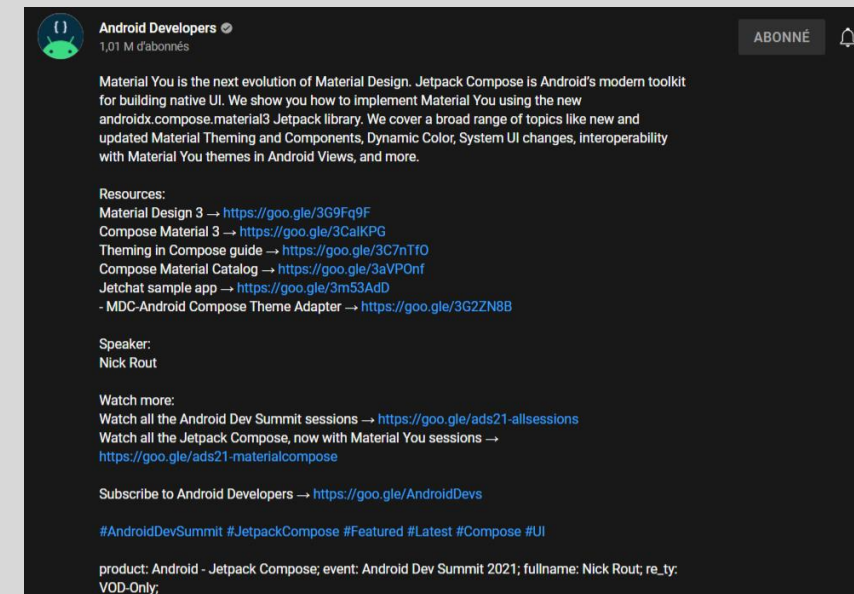 Android Developers
1,01 M d'abonnés
ABONNÉ
Material You is the next evolution of Material Design. Jetpack Compose is Android's modern toolkit
for building native UI. We show you how to implement Material You using the new
androidx.compose.material3 Jetpack library. We cover a broad range of topics like new and
updated Material Theming and Components, Dynamic Color, System UI changes, interoperability
with Material You themes in Android Views, and more.
Resources:
Material Design 3 → https://goo.gle/3G9Fq9F
Compose Material 3 → https://goo.gle/3CalKPG
Theming in Compose guide → https://goo.gle/3C7nTfO
Compose Material Catalog → https://goo.gle/3aVPOnf
Jetchat sample app → https://goo.gle/3m53AdD
- MDC-Android Compose Theme Adapter → https://goo.gle/3G2ZN8B
Speaker:
Nick Rout
Watch more:
Watch all the Android Dev Summit sessions → https://goo.gle/ads21-allsessions
Watch all the Jetpack Compose, now with Material You sessions →
https://goo.gle/ads21-materialcompose
Subscribe to Android Developers → https://goo.gle/AndroidDevs
#AndroidDevSummit #JetpackCompose #Featured #Latest #Compose #UI
product: Android - Jetpack Compose; event: Android Dev Summit 2021; fullname: Nick Rout; re_ty:
VOD-Only;